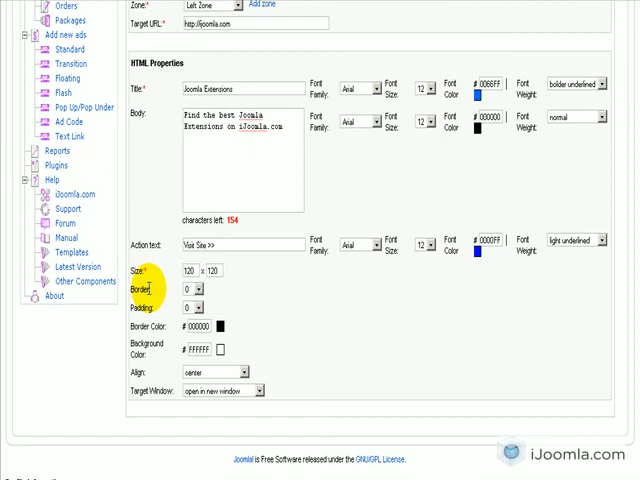 Orders
Packages
Add new ads
Standard
Transition
Floating
Flash
Pop Up/Pop Under
Ad Code
Text Link
Reports
Plugins
Help
iJoomla.com
Support
Forum
Manual
Templates
Latest Version
Other Components
About
Zone:* Left Zone Add zone
Target URL:* http://ijoomla.com
HTML Properties
Title:* Joomla Extensions Font Family: Arial Font Size: 12 Font Color # 0066FF Font Weight: bolder underlined
Body: Find the best Joomla Extensions on iJoomla.com Font Family: Arial Font Size: 12 Font Color # 000000 Font Weight: normal
characters left: 154
Action text: Visit Site >> Font Family: Arial Font Size: 12 Font Color # 0000FF Font Weight: light underlined
Size:* 120 x 120
Border: 0
Padding: 0
Border Color: # 000000
Background Color: # FFFFFF
Align: center
Target Window: open in new window
iJoomla.com
Joomla! is Free Software released under the GNU/GPL License.